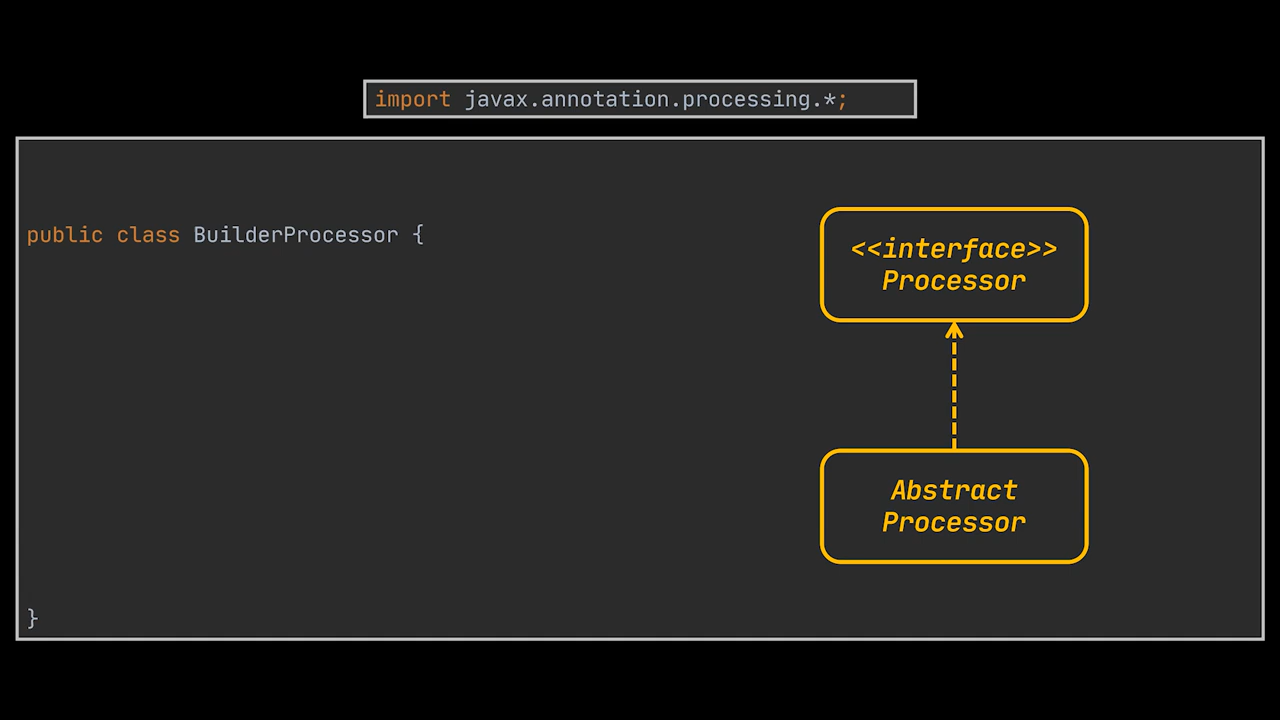 import javax.annotation.processing.*;
public class BuilderProcessor {
<<interface>>
Processor
Abstract
Processor
}